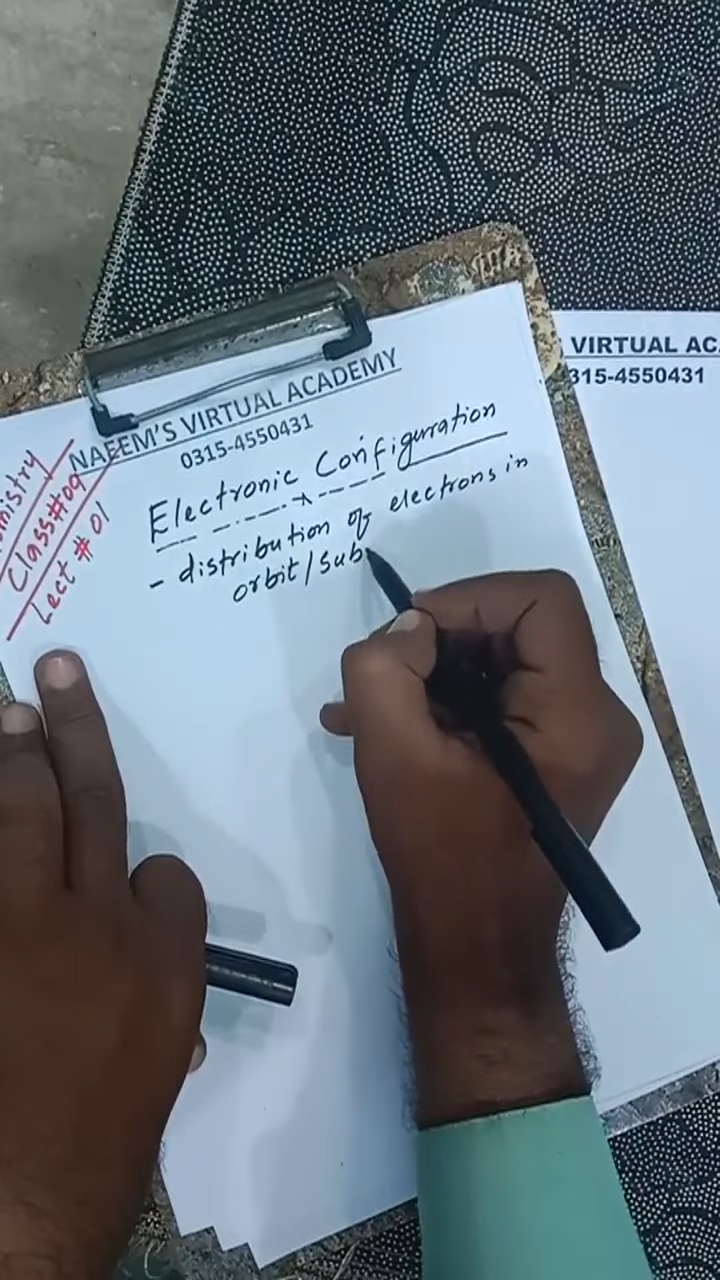 NAEEM'S VIRTUAL ACADEMY
0315-4550431
Class#09
Lect # 01
Electronic Configuration
- distribution of electrons in
orbit/Sub
VIRTUAL AC
315-4550431